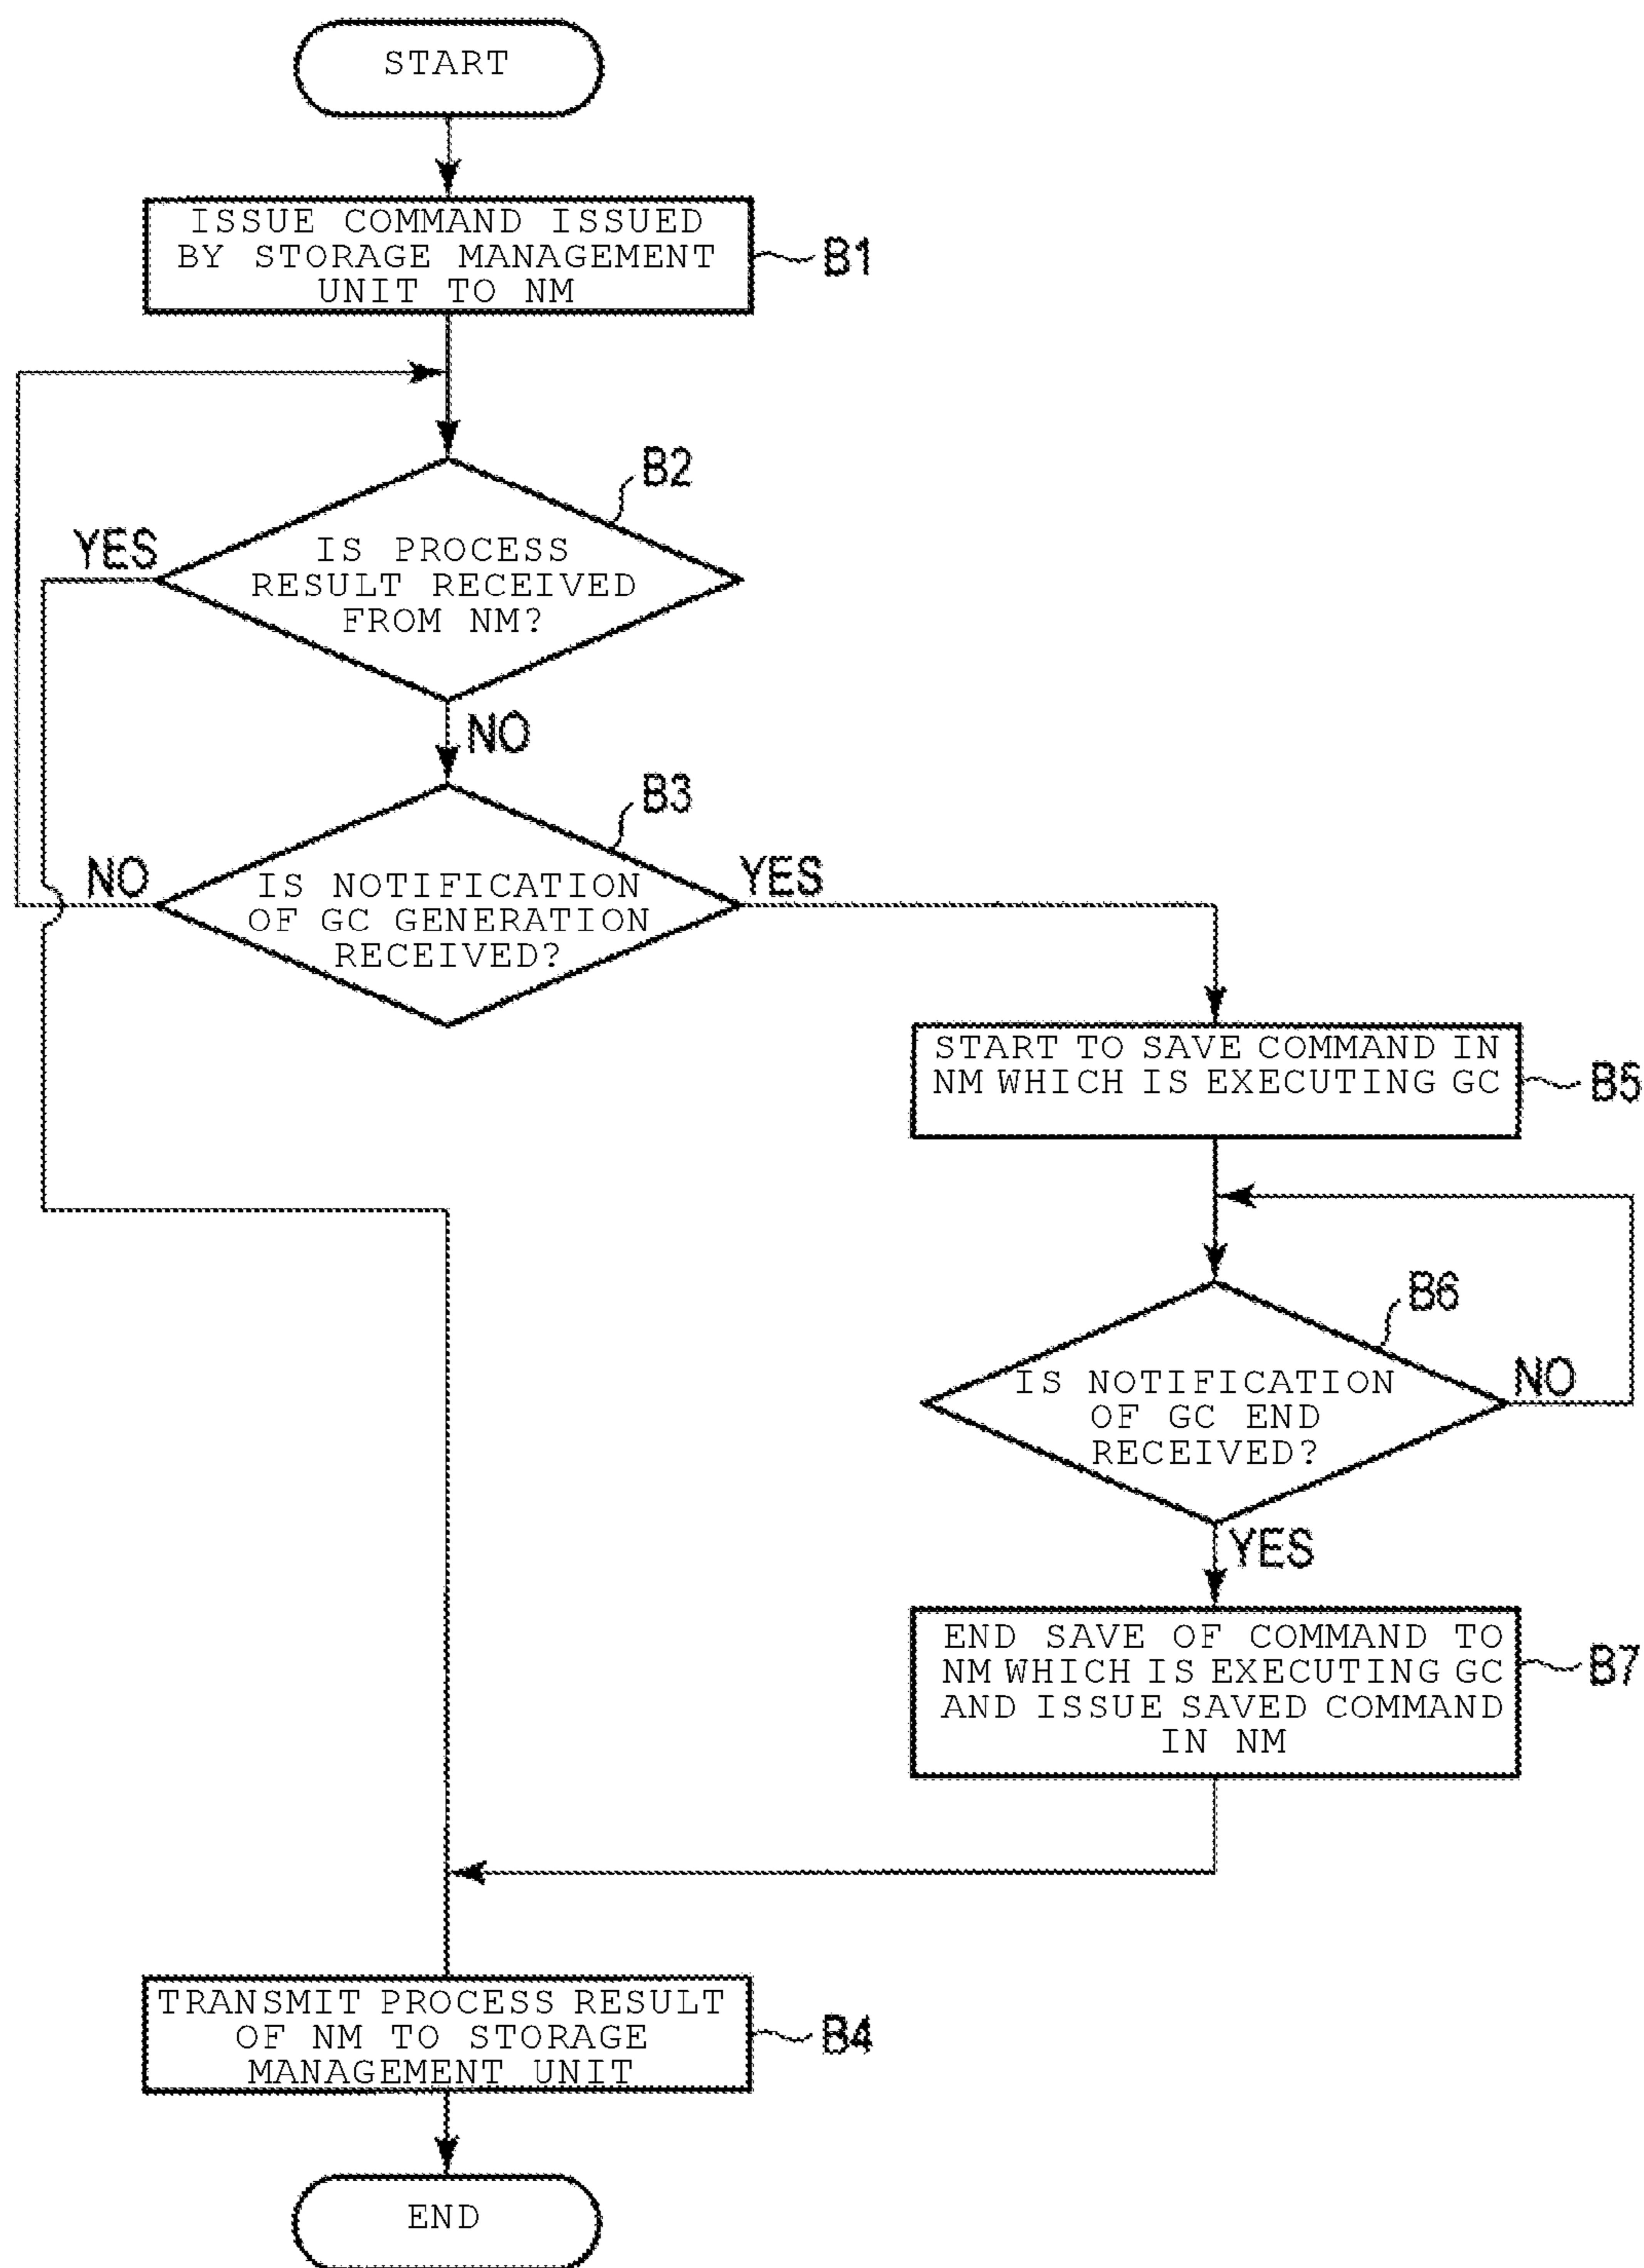 START
ISSUE COMMAND ISSUED
BY STORAGE MANAGEMENT
UNIT TO NM
B1
B2
YES
IS PROCESS
RESULT RECEIVED
FROM NM?
NO
B3
NO
IS NOTIFICATION
OF GC GENERATION
RECEIVED?
YES
START TO SAVE COMMAND IN
NM WHICH IS EXECUTING GC
B5
B6
IS NOTIFICATION
OF GC END
RECEIVED?
NO
YES
END SAVE OF COMMAND TO
NM WHICH IS EXECUTING GC
AND ISSUE SAVED COMMAND
IN NM
B7
TRANSMIT PROCESS RESULT
OF NM TO STORAGE
MANAGEMENT UNIT
B4
END